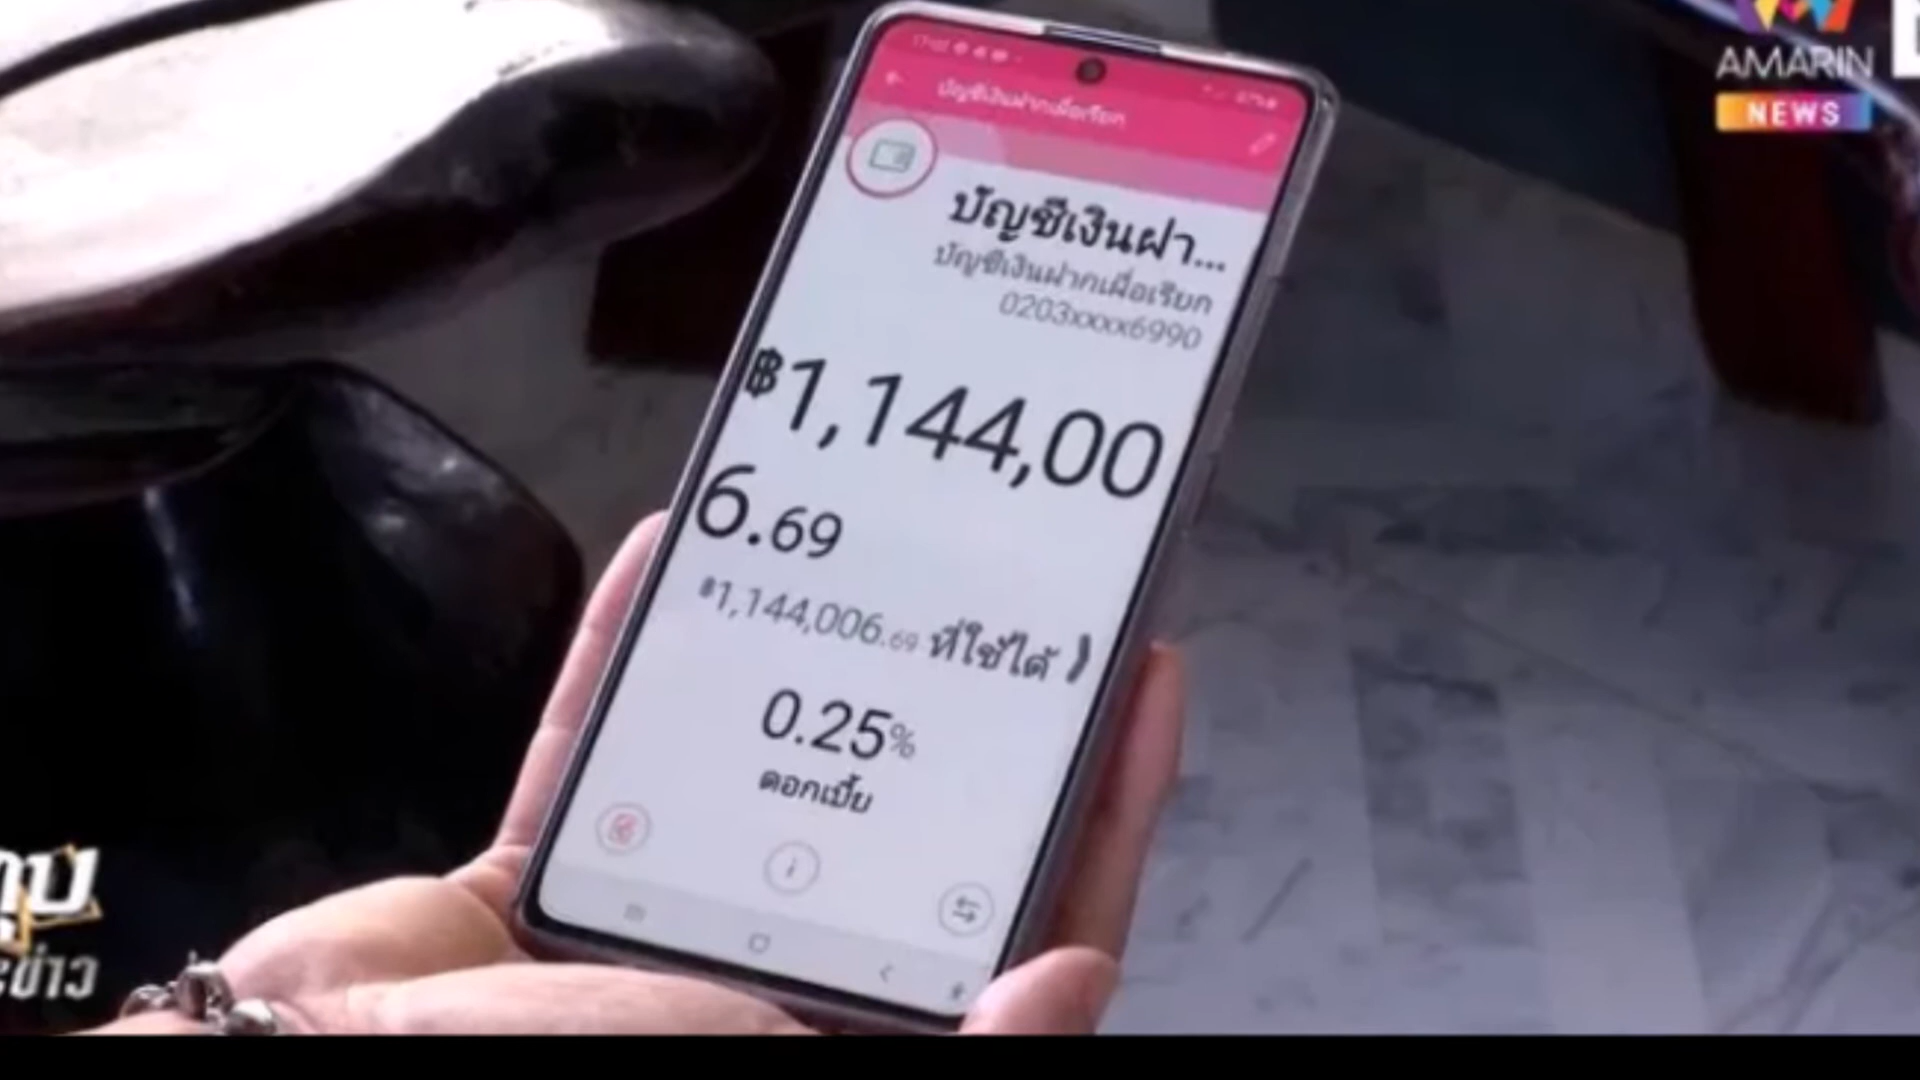 AMARIN
NEWS
บัญชีเงินฝากเผื่อเรียก
บัญชีเงินฝา...
บัญชีเงินฝากเผื่อเรียก
0203xxxx6990
฿1,144,00
6.69
฿1,144,006.69 ที่ใช้ได้
0.25%
ดอกเบี้ย
ข่าว